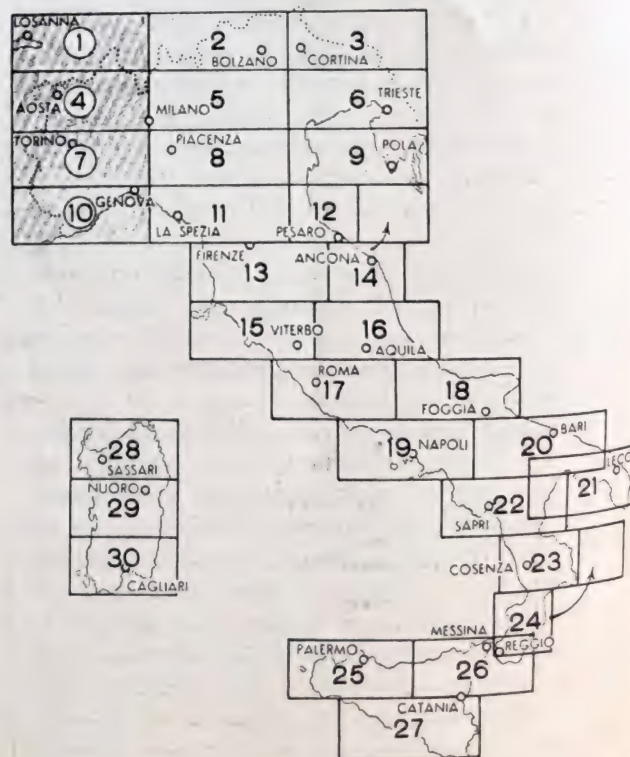 LOSANNA
1
2
BOLZANO
3
CORTINA
AOSTA
4
MILANO
5
6
TRIESTE
TORINO
7
PIACENZA
8
9
POLA
10
GENOVA
LA SPEZIA
11
12
PESARO
FIRENZE
13
ANCONA
14
15
VITERBO
16
AQUILA
ROMA
17
18
FOGGIA
19
NAPOLI
20
BARI
28
SASSARI
NUORO
29
30
CAGLIARI
LECC
21
22
SAPRI
COSENZA
23
24
MESSINA
REGGIO
PALERMO
25
26
CATANIA
27